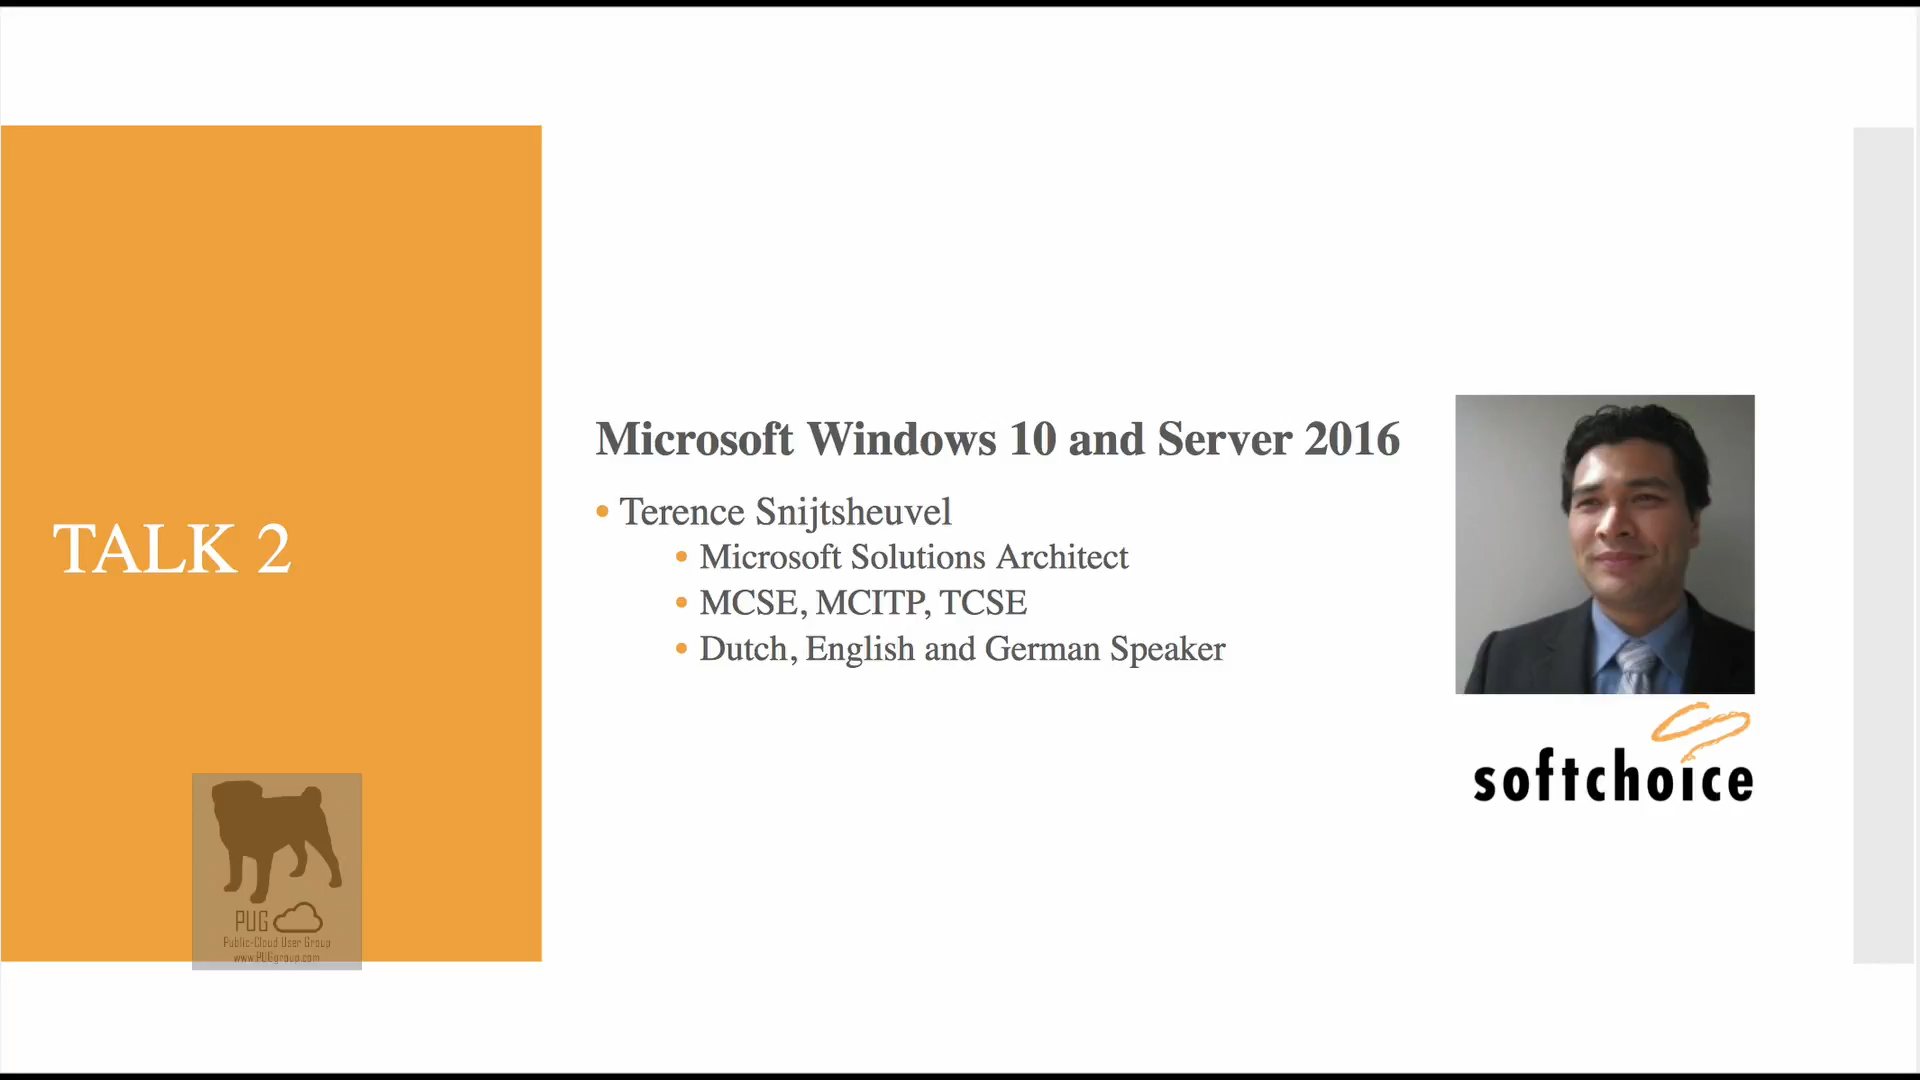 TALK 2
Microsoft Windows 10 and Server 2016
• Terence Snijtsheuvel
• Microsoft Solutions Architect
• MCSE, MCITP, TCSE
• Dutch, English and German Speaker
softchoice
PUG
Public-Cloud User Group
www.PUGgroup.com